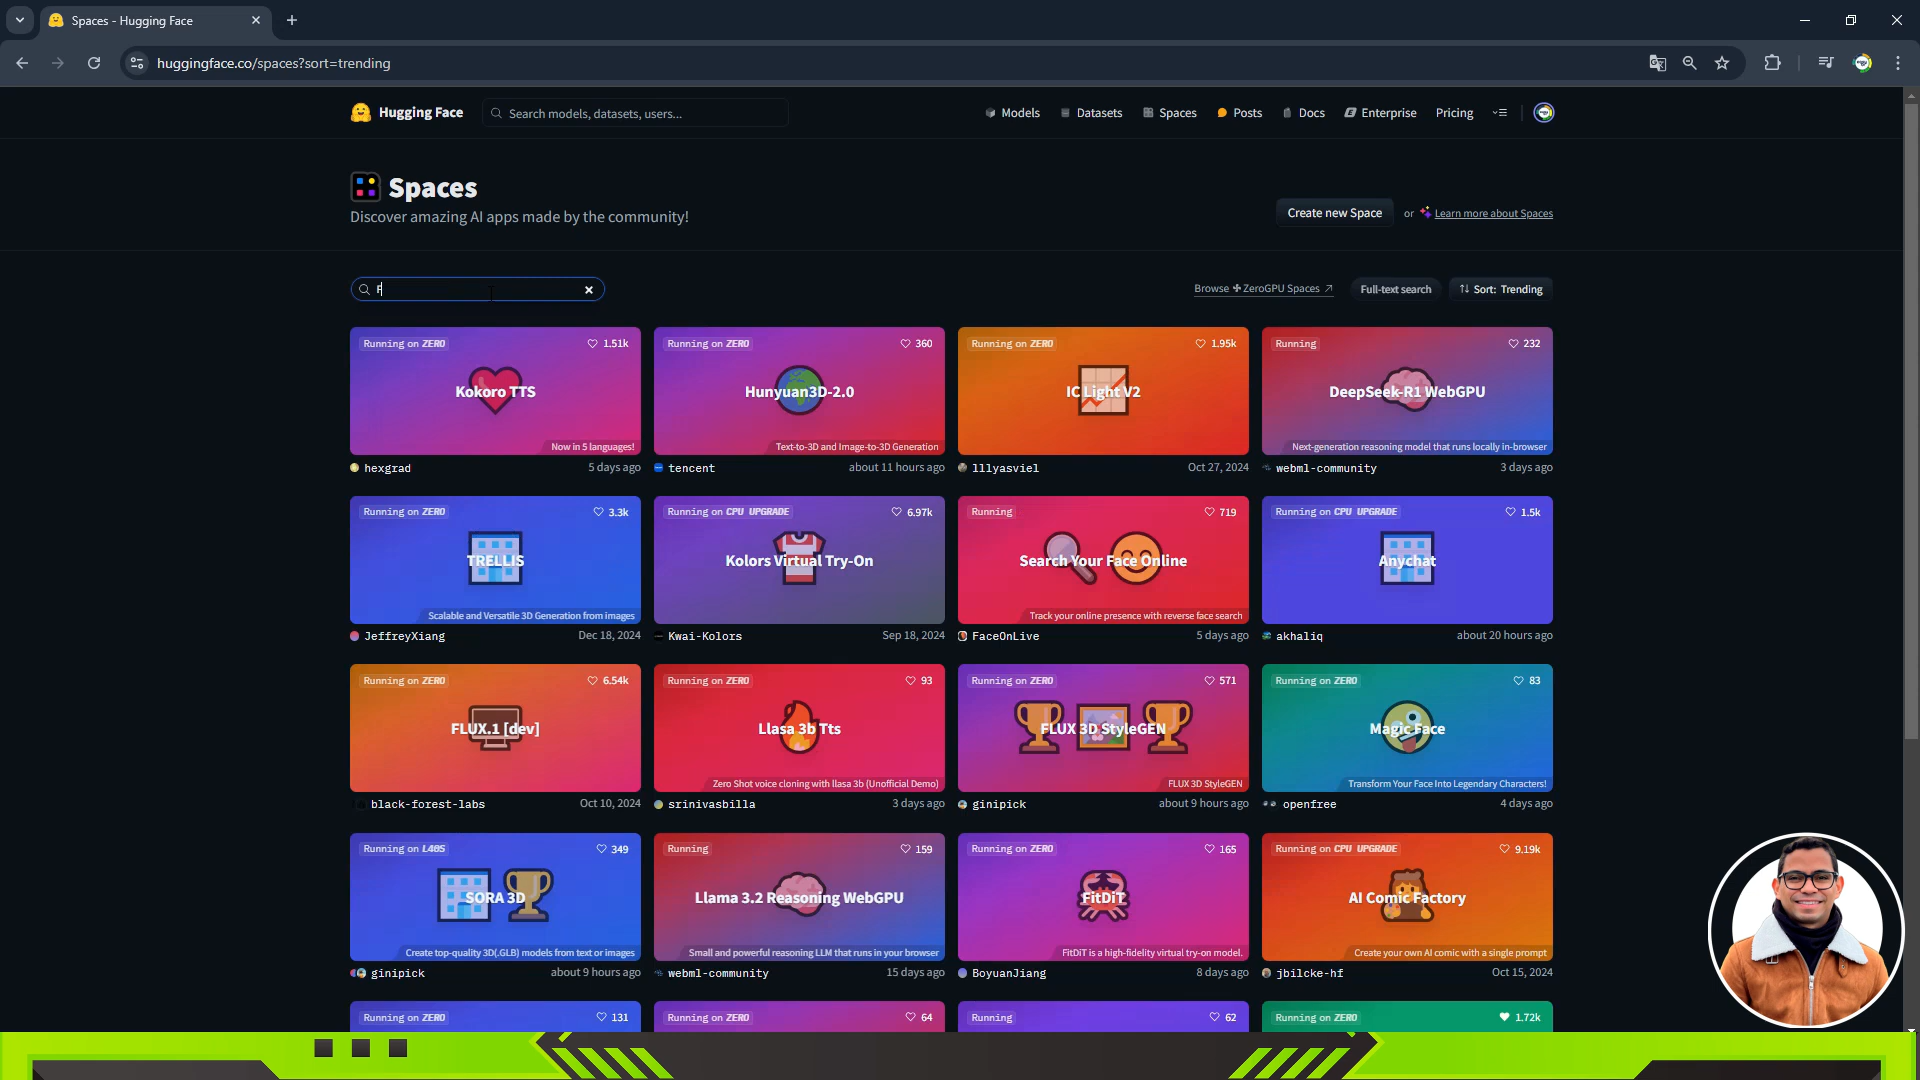 Spaces - Hugging Face
huggingface.co/spaces?sort=trending
Hugging Face
Search models, datasets, users...
Models
Datasets
Spaces
Posts
Docs
Enterprise
Pricing
Spaces
Discover amazing AI apps made by the community!
Create new Space
or
Learn more about Spaces
F
Browse ZeroGPU Spaces
Full-text search
Sort: Trending
Running on ZERO
1.51k
Kokoro TTS
Now in 5 languages!
hexgrad
5 days ago
Running on ZERO
360
Hunyuan3D-2.0
Text-to-3D and Image-to-3D Generation
tencent
about 11 hours ago
Running on ZERO
1.95k
IC Light V2
lllyasviel
Oct 27, 2024
Running
232
DeepSeek-R1 WebGPU
Next-generation reasoning model that runs locally in-browser
webml-community
3 days ago
Running on ZERO
3.3k
TRELLIS
Scalable and Versatile 3D Generation from images
JeffreyXiang
Dec 18, 2024
Running on CPU UPGRADE
6.97k
Kolors Virtual Try-On
Kwai-Kolors
Sep 18, 2024
Running
719
Search Your Face Online
Track your online presence with reverse face search
FaceOnLive
5 days ago
Running on CPU UPGRADE
1.5k
Anychat
akhaliq
about 20 hours ago
Running on ZERO
6.54k
FLUX.1 [dev]
black-forest-labs
Oct 10, 2024
Running on ZERO
93
Llasa 3b Tts
Zero Shot voice cloning with llasa 3b (Unofficial Demo)
srinivasbilla
3 days ago
Running on ZERO
571
FLUX 3D StyleGEN
FLUX 3D StyleGEN
ginipick
about 9 hours ago
Running on ZERO
83
Magic Face
Transform Your Face Into Legendary Characters!
openfree
4 days ago
Running on L40S
349
SORA 3D
Create top-quality 3D(.GLB) models from text or images
ginipick
about 9 hours ago
Running
159
Llama 3.2 Reasoning WebGPU
Small and powerful reasoning LLM that runs in your browser
webml-community
15 days ago
Running on ZERO
165
FitDiT
FitDiT is a high-fidelity virtual try-on model.
BoyuanJiang
8 days ago
Running on CPU UPGRADE
9.19k
AI Comic Factory
Create your own AI comic with a single prompt
jbilcke-hf
Oct 15, 2024
Running on ZERO
131
Running on ZERO
64
Running
62
Running on ZERO
1.72k